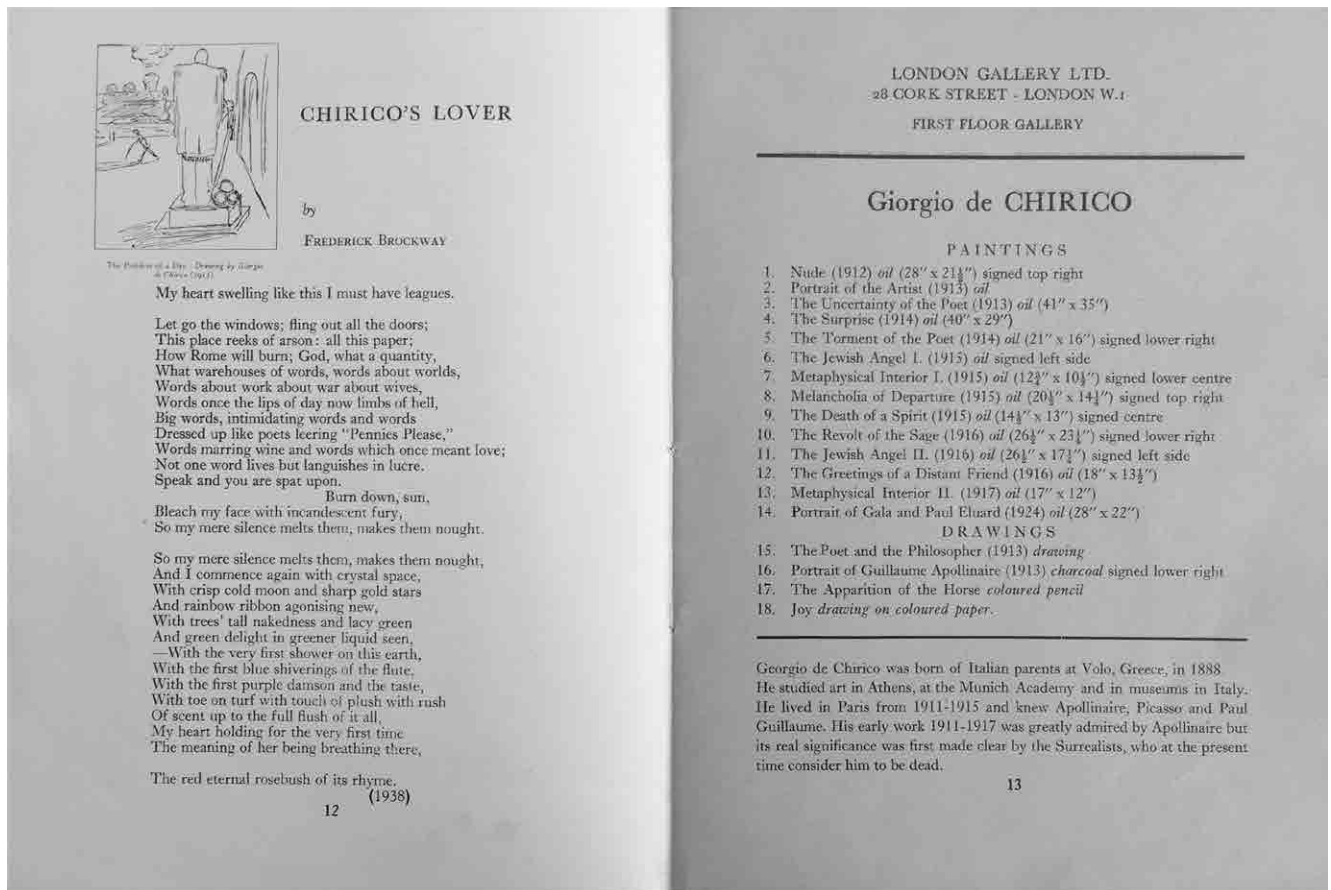 CHIRICO'S LOVER
by
FREDERICK BROCKWAY
The of a Day Drawing by Giorgio
de Chirico (1913)
My heart swelling like this I must have leagues.
Let go the windows; fling out all the doors;
This place reeks of arson: all this paper;
How Rome will burn; God, what a quantity,
What warehouses of words, words about worlds,
Words about work about war about wives,
Words once the lips of day now limbs of hell,
Big words, intimidating words and words
Dressed up like poets leering "Pennies Please,"
Words marring wine and words which once meant love;
Not one word lives but languishes in lucre.
Speak and you are spat upon.
Burn down, sun,
Bleach my face with incandescent fury,
So my mere silence melts them, makes them nought.
So my mere silence melts them, makes them nought,
And I commence again with crystal space,
With crisp cold moon and sharp gold stars
And rainbow ribbon agonising new,
With trees' tall nakedness and lacy green
And green delight in greener liquid seen,
—With the very first shower on this earth,
With the first blue shiverings of the flute,
With the first purple damson and the taste,
With toe on turf with touch of plush with rush
Of scent up to the full flush of it all,
My heart holding for the very first time
The meaning of her being breathing there,
The red eternal rosebush of its rhyme.
(1938)
12
LONDON GALLERY LTD.
28 CORK STREET - LONDON W.1
FIRST FLOOR GALLERY
Giorgio de CHIRICO
PAINTINGS
1. Nude (1912) oil (28" x 21½") signed top right
2. Portrait of the Artist (1913) oil
3. The Uncertainty of the Poet (1913) oil (41" x 35")
4. The Surprise (1914) oil (40" x 29")
5. The Torment of the Poet (1914) oil (21" x 16") signed lower right
6. The Jewish Angel I. (1915) oil signed left side
7. Metaphysical Interior I. (1915) oil signed lower centre
8. Melancholia of Departure (1915) oil signed top right
9. The Death of a Spirit (1915) oil signed centre
10. The Revolt of the Sage (1916) oil signed lower right
11. The Jewish Angel II. (1916) oil signed left side
12. The Greetings of a Distant Friend (1916) oil (18" x 13½")
13. Metaphysical Interior II. (1917) oil (17" x 12")
14. Portrait of Gala and Paul Eluard (1924) oil (28" x 22")
DRAWINGS
15. The Poet and the Philosopher (1913) drawing
16. Portrait of Guillaume Apollinaire (1913) charcoal signed lower right
17. The Apparition of the Horse coloured pencil
18. Joy drawing on coloured paper.
Georgio de Chirico was born of Italian parents at Volo, Greece, in 1888
He studied art in Athens, at the Munich Academy and in museums in Italy.
He lived in Paris from 1911-1915 and knew Apollinaire, Picasso and Paul
Guillaume. His early work 1911-1917 was greatly admired by Apollinaire but
its real significance was first made clear by the Surrealists, who at the present
time consider him to be dead.
13